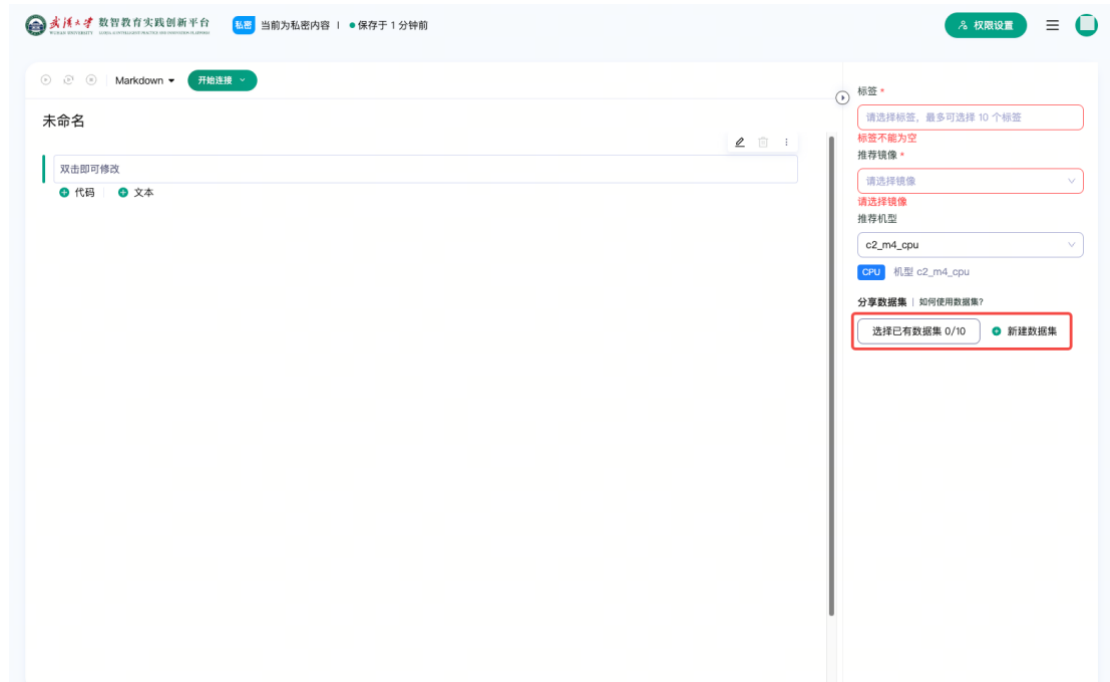 武汉大学 数智教育实践创新平台 私密 当前为私密内容 | 保存于 1 分钟前 权限设置
Markdown 开始连接
未命名
双击即可修改
代码 文本
标签 *
请选择标签，最多可选择 10 个标签
标签不能为空
推荐镜像 *
请选择镜像
请选择镜像
推荐机型
c2_m4_cpu
CPU 机型 c2_m4_cpu
分享数据集 | 如何使用数据集?
选择已有数据集 0/10 新建数据集